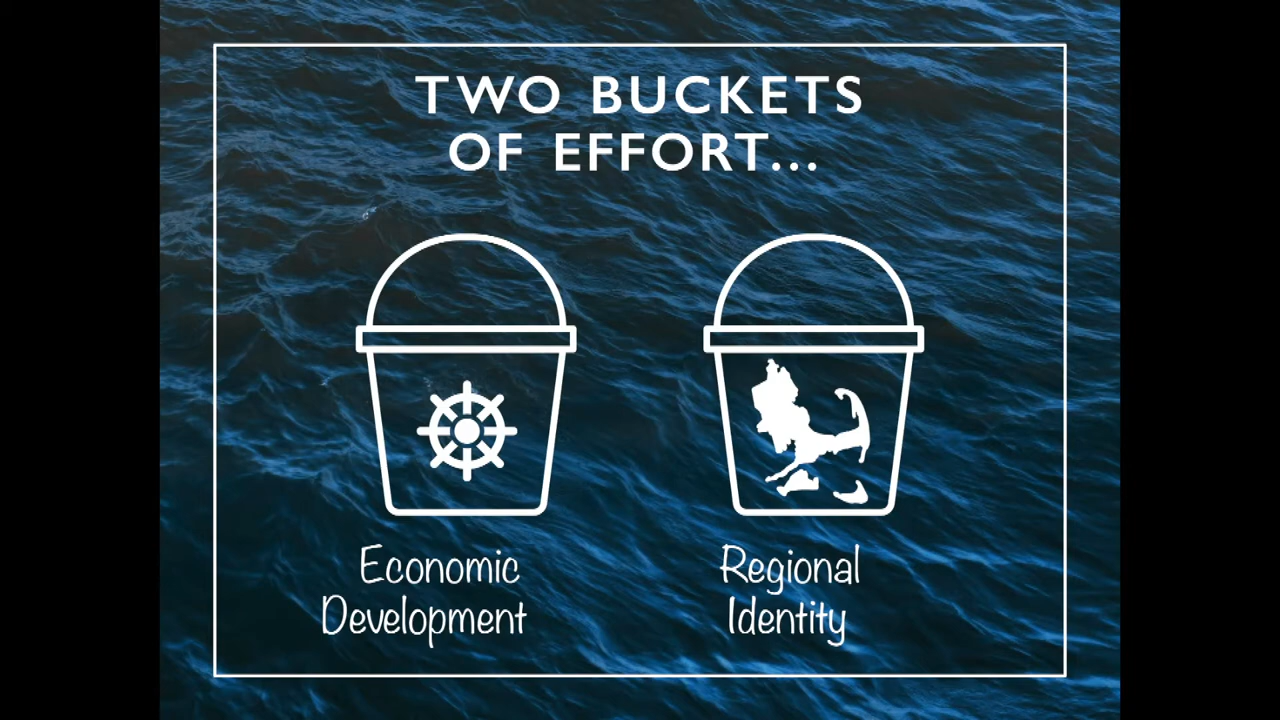 TWO BUCKETS
OF EFFORT...
Economic
Development
Regional
Identity